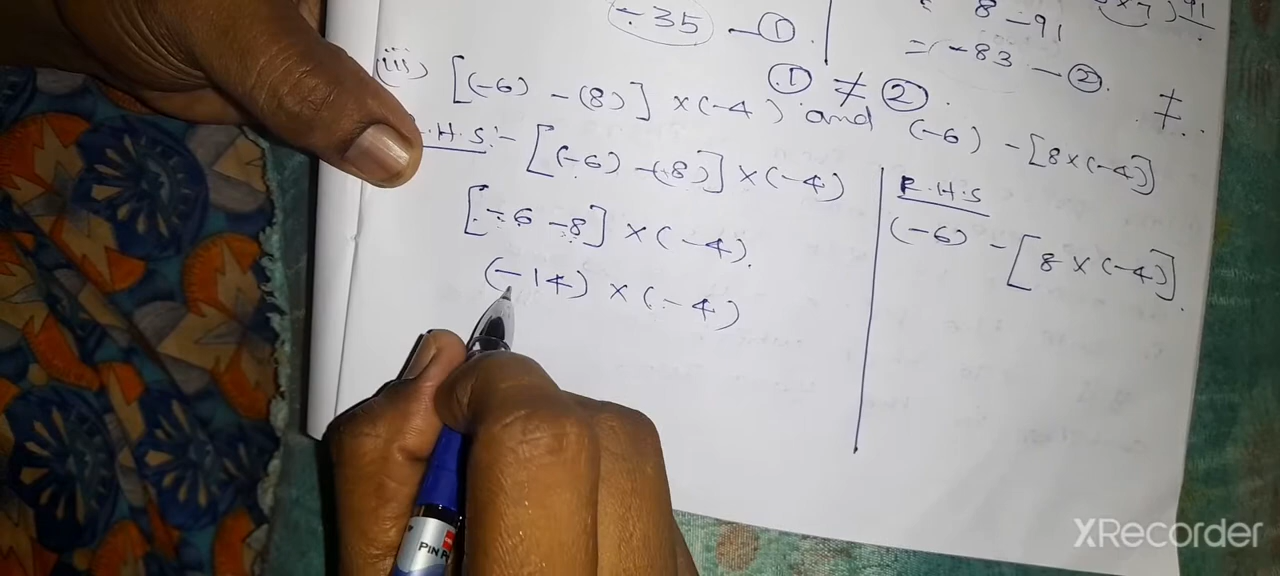 ÷35 — ①
8 – 91
= -83 — ②.
① ≠ ②.
≠.
(iii) [(-6) - (8)] × (-4) and (-6) - [8×(-4)]
.H.S:- [(-6) - (8)] × (-4)
[-6 -8] × (-4).
(-14) × (-4)
R.H.S
(-6) - [8 × (-4)].
PIN P
XRecorder